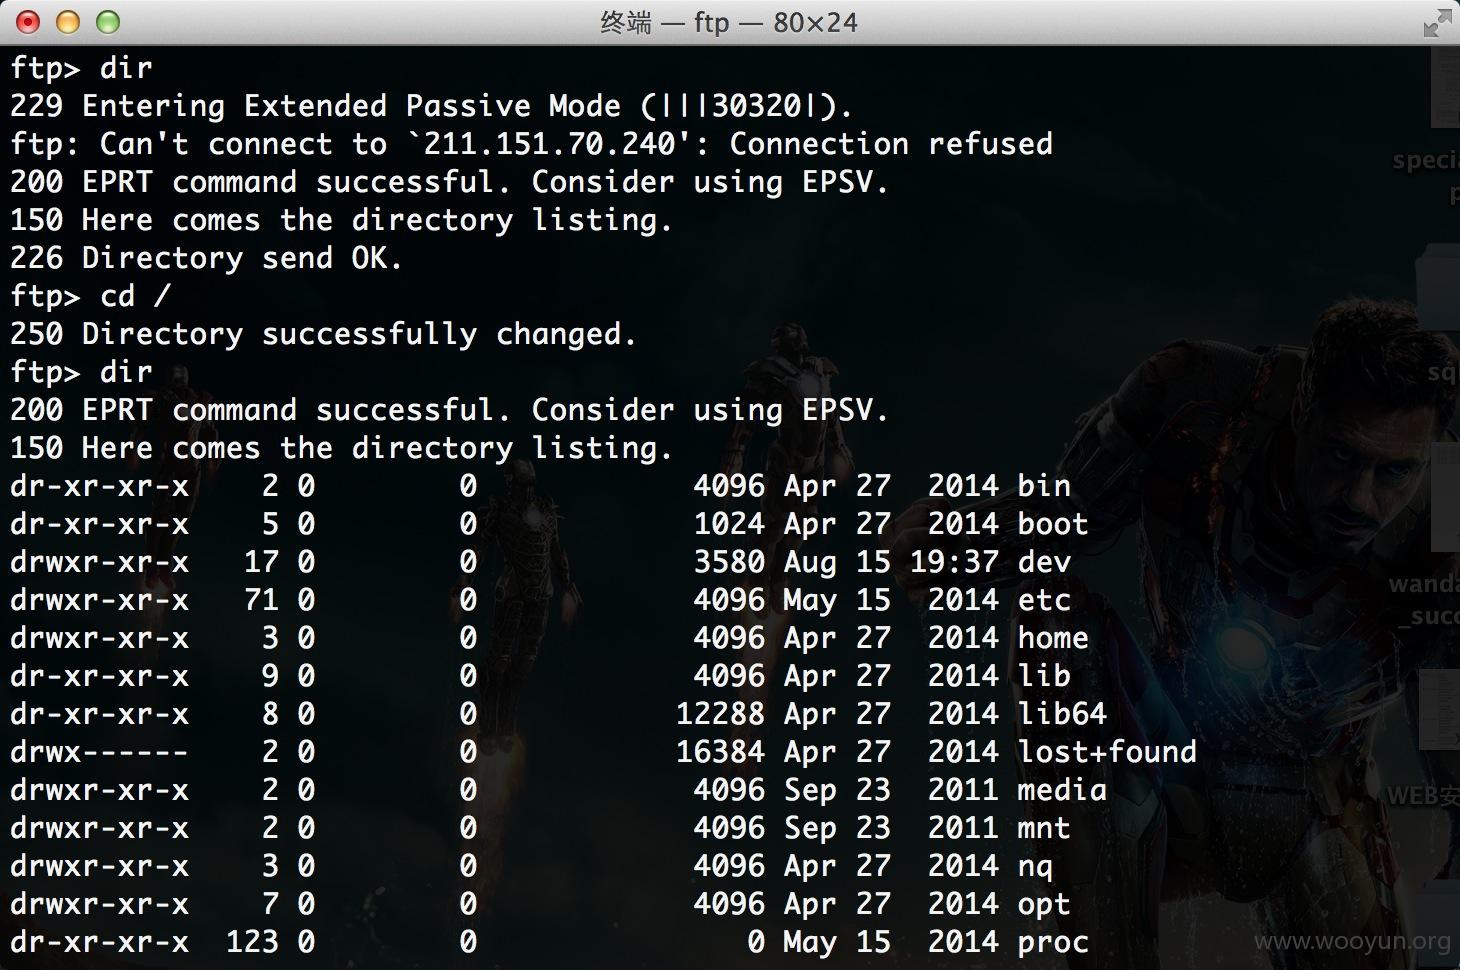 终端 — ftp — 80×24
ftp> dir
229 Entering Extended Passive Mode (|||30320|).
ftp: Can't connect to `211.151.70.240': Connection refused
200 EPRT command successful. Consider using EPSV.
150 Here comes the directory listing.
226 Directory send OK.
ftp> cd /
250 Directory successfully changed.
ftp> dir
200 EPRT command successful. Consider using EPSV.
150 Here comes the directory listing.
dr-xr-xr-x    2 0        0            4096 Apr 27  2014 bin
dr-xr-xr-x    5 0        0            1024 Apr 27  2014 boot
drwxr-xr-x   17 0        0            3580 Aug 15 19:37 dev
drwxr-xr-x   71 0        0            4096 May 15  2014 etc
drwxr-xr-x    3 0        0            4096 Apr 27  2014 home
dr-xr-xr-x    9 0        0            4096 Apr 27  2014 lib
dr-xr-xr-x    8 0        0           12288 Apr 27  2014 lib64
drwx------    2 0        0           16384 Apr 27  2014 lost+found
drwxr-xr-x    2 0        0            4096 Sep 23  2011 media
drwxr-xr-x    2 0        0            4096 Sep 23  2011 mnt
drwxr-xr-x    3 0        0            4096 Apr 27  2014 nq
drwxr-xr-x    7 0        0            4096 Apr 27  2014 opt
dr-xr-xr-x  123 0        0               0 May 15  2014 proc
speci
p
sq
wanda
_succ
WEB安
www.wooyun.org